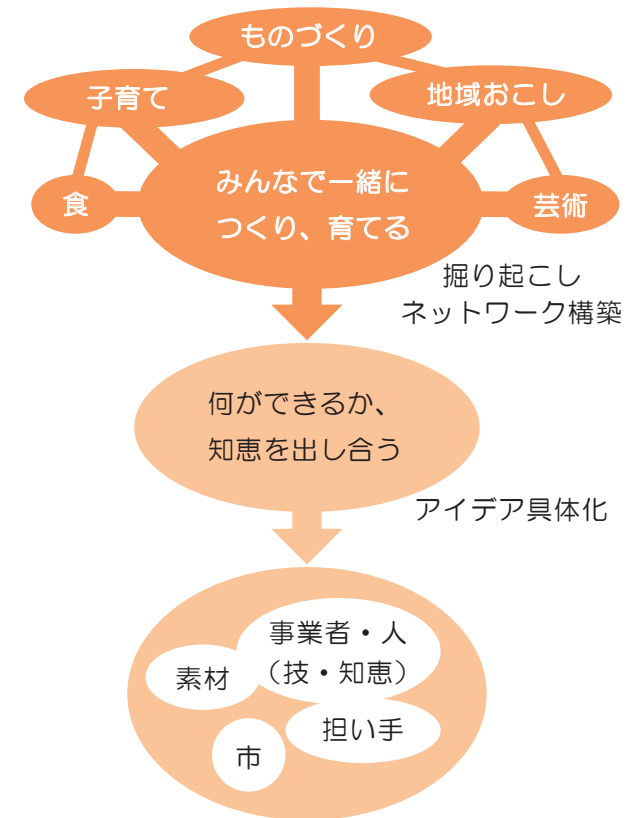 ものづくり
子育て
地域おこし
食
みんなで一緒に
つくり、育てる
芸術
掘り起こし
ネットワーク構築
何ができるか、
知恵を出し合う
アイデア具体化
事業者・人
（技・知恵）
素材
担い手
市